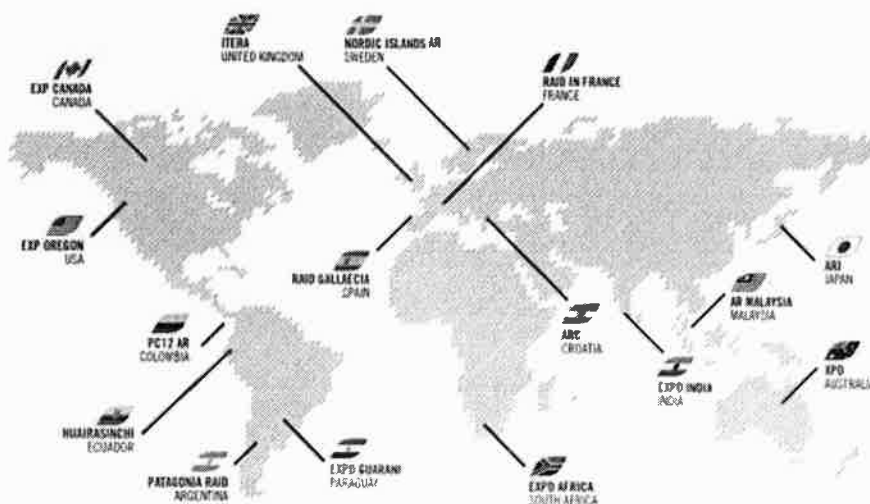 ITERA
UNITED KINGDOM
NORDIC ISLANDS AR
SWEDEN
RAID IN FRANCE
FRANCE
EXP CANADA
CANADA
EXP OREGON
USA
RAID GALLAECIA
SPAIN
ARJ
JAPAN
AR MALAYSIA
MALAYSIA
PC12 AR
COLOMBIA
ARC
CROATIA
EXPD INDIA
INDIA
XPD
AUSTRALIA
HUAIRASINCHI
ECUADOR
PATAGONIA RAID
ARGENTINA
EXPD GUARANI
PARAGUAY
EXPD AFRICA
SOUTH AFRICA